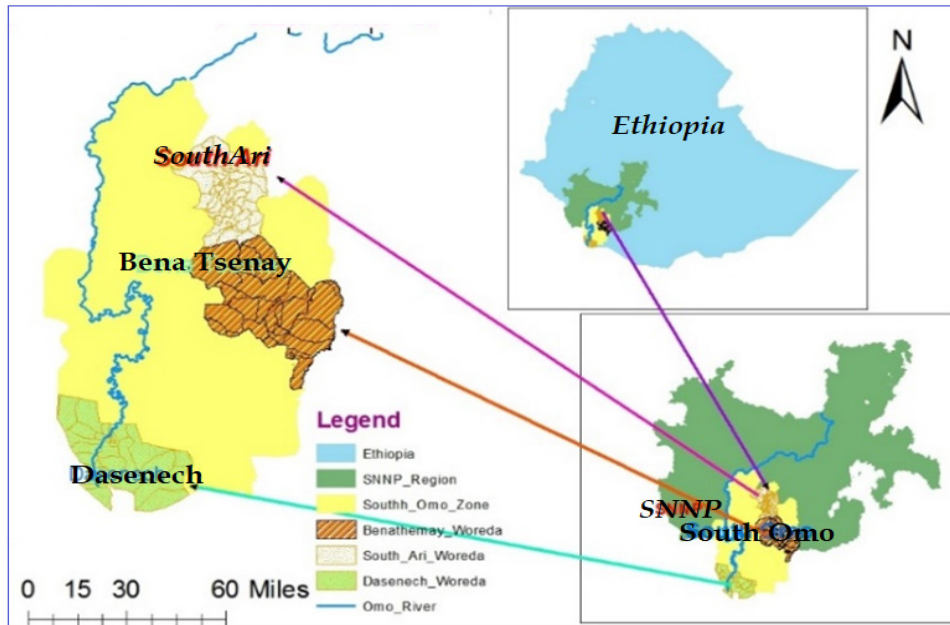 N
Ethiopia
SouthAri
Bena Tsenay
Dasenech
Legend
Ethiopia
SNNP_Region
Southh_Omo_Zone
Benathemay_Woreda
South_Ari_Woreda
Dasenech_Woreda
Omo_River
0 15 30 60 Miles
SNNP
South Omo